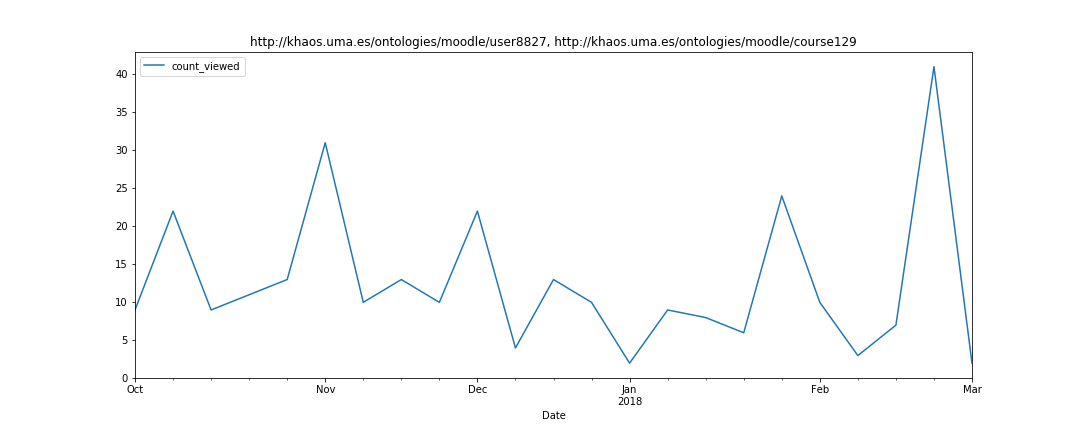 http://khaos.uma.es/ontologies/moodle/user8827, http://khaos.uma.es/ontologies/moodle/course129
count_viewed
40
35
30
25
20
15
10
5
0
Oct Nov Dec Jan Feb Mar
2018
Date